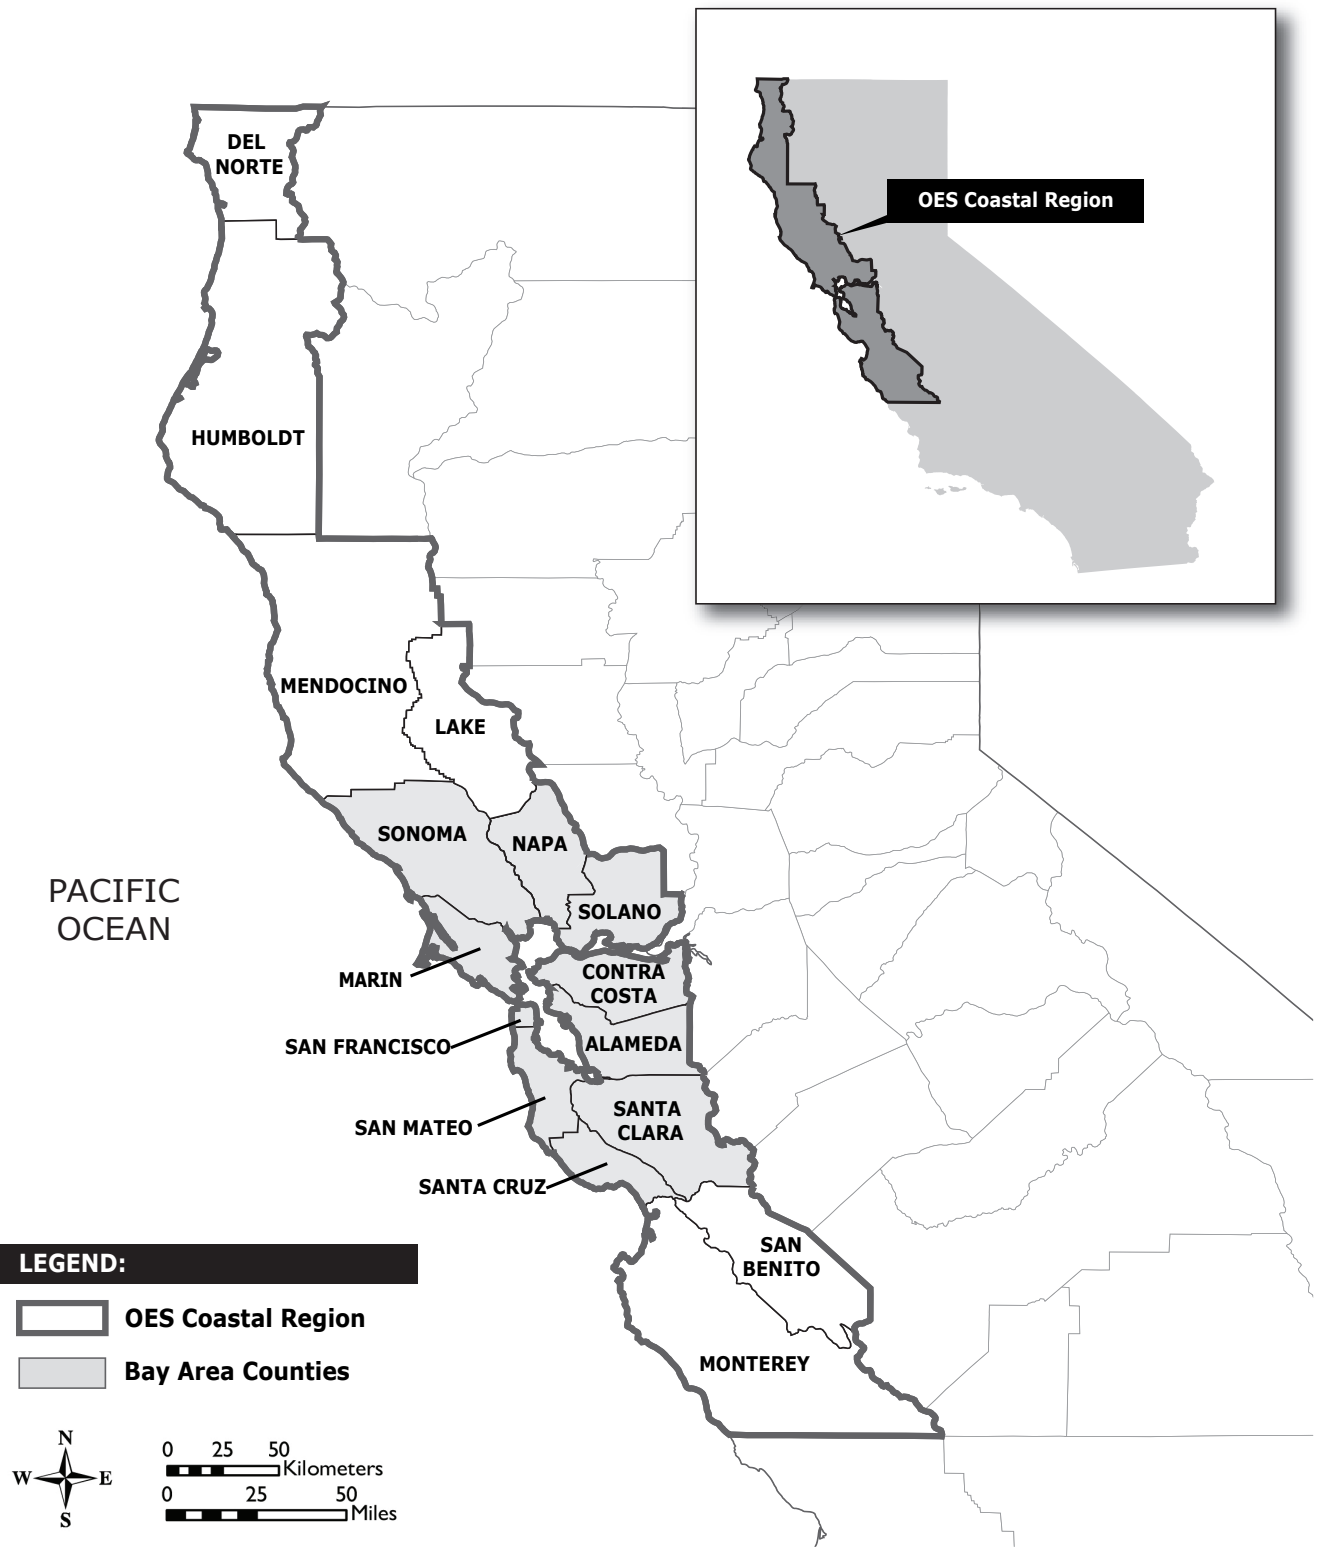 OES Coastal Region
DEL
NORTE
HUMBOLDT
MENDOCINO
LAKE
SONOMA
NAPA
SOLANO
PACIFIC
OCEAN
MARIN
CONTRA
COSTA
SAN FRANCISCO
ALAMEDA
SAN MATEO
SANTA
CLARA
SANTA CRUZ
SAN
BENITO
MONTEREY
LEGEND:
OES Coastal Region
Bay Area Counties
N
W E
S
0 25 50
Kilometers
0 25 50
Miles